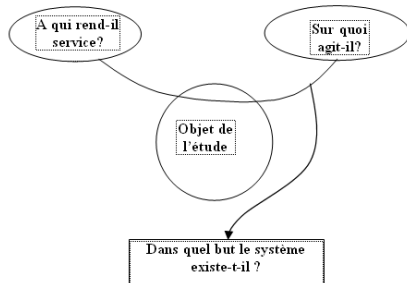 A qui rend-il
service?
Sur quoi
agit-il?
Objet de
l'étude
Dans quel but le système
existe-t-il ?